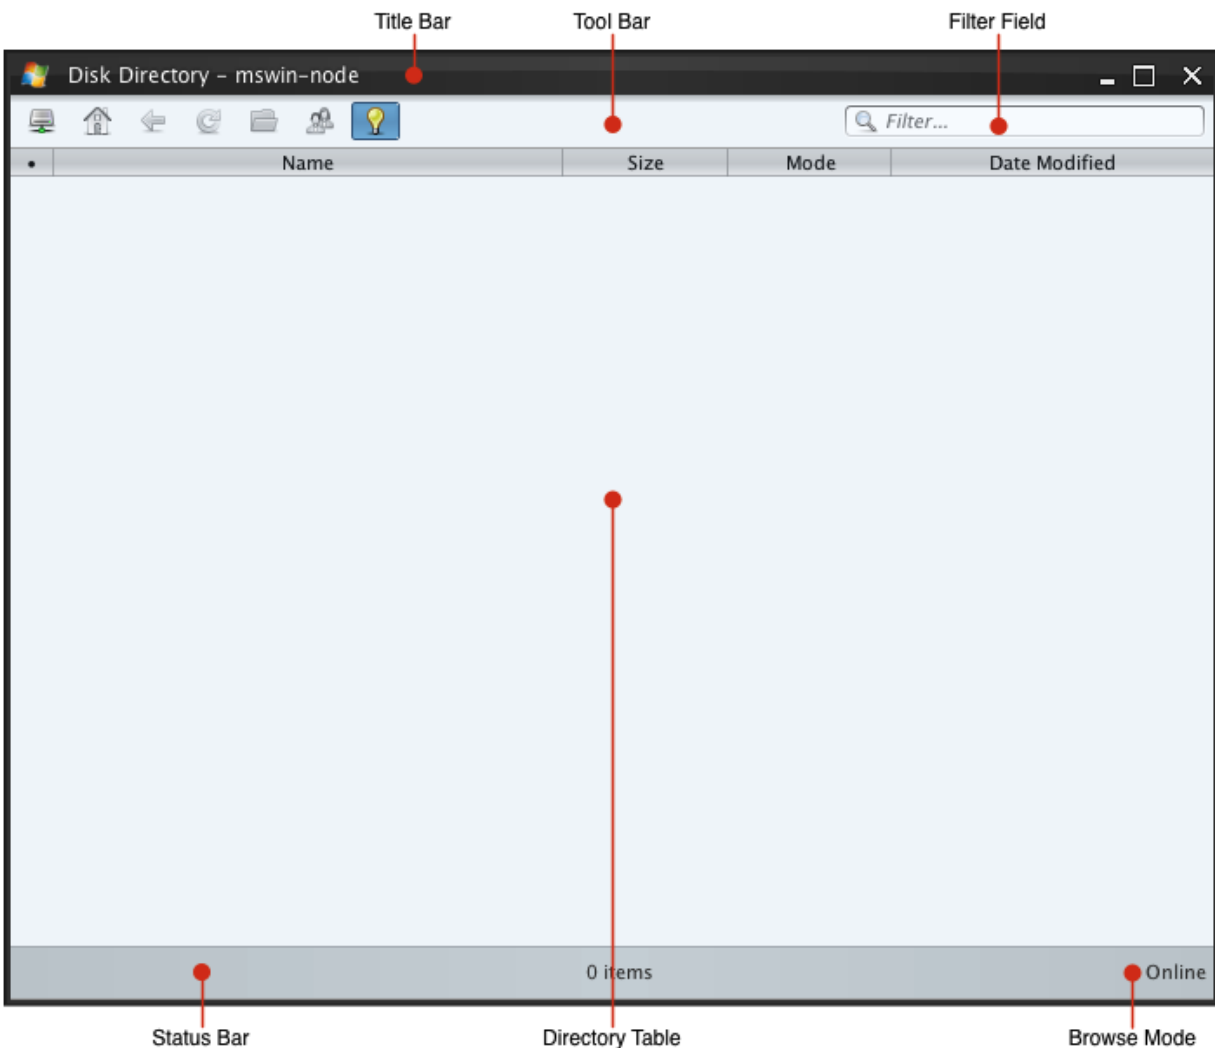 Title Bar Tool Bar Filter Field
Disk Directory – mswin-node
Filter...
• Name Size Mode Date Modified
0 items Online
Status Bar Directory Table Browse Mode